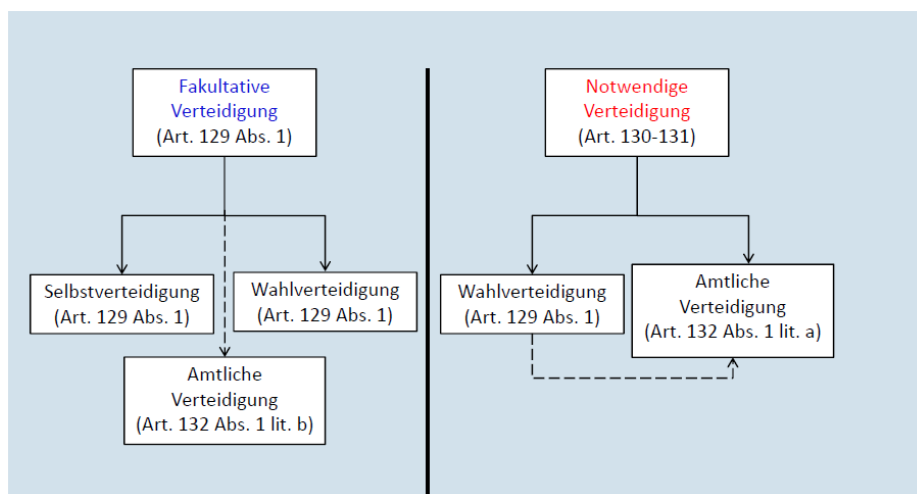 Fakultative
Verteidigung
(Art. 129 Abs. 1)
Selbstverteidigung
(Art. 129 Abs. 1)
Wahlverteidigung
(Art. 129 Abs. 1)
Amtliche
Verteidigung
(Art. 132 Abs. 1 lit. b)
Notwendige
Verteidigung
(Art. 130-131)
Wahlverteidigung
(Art. 129 Abs. 1)
Amtliche
Verteidigung
(Art. 132 Abs. 1 lit. a)